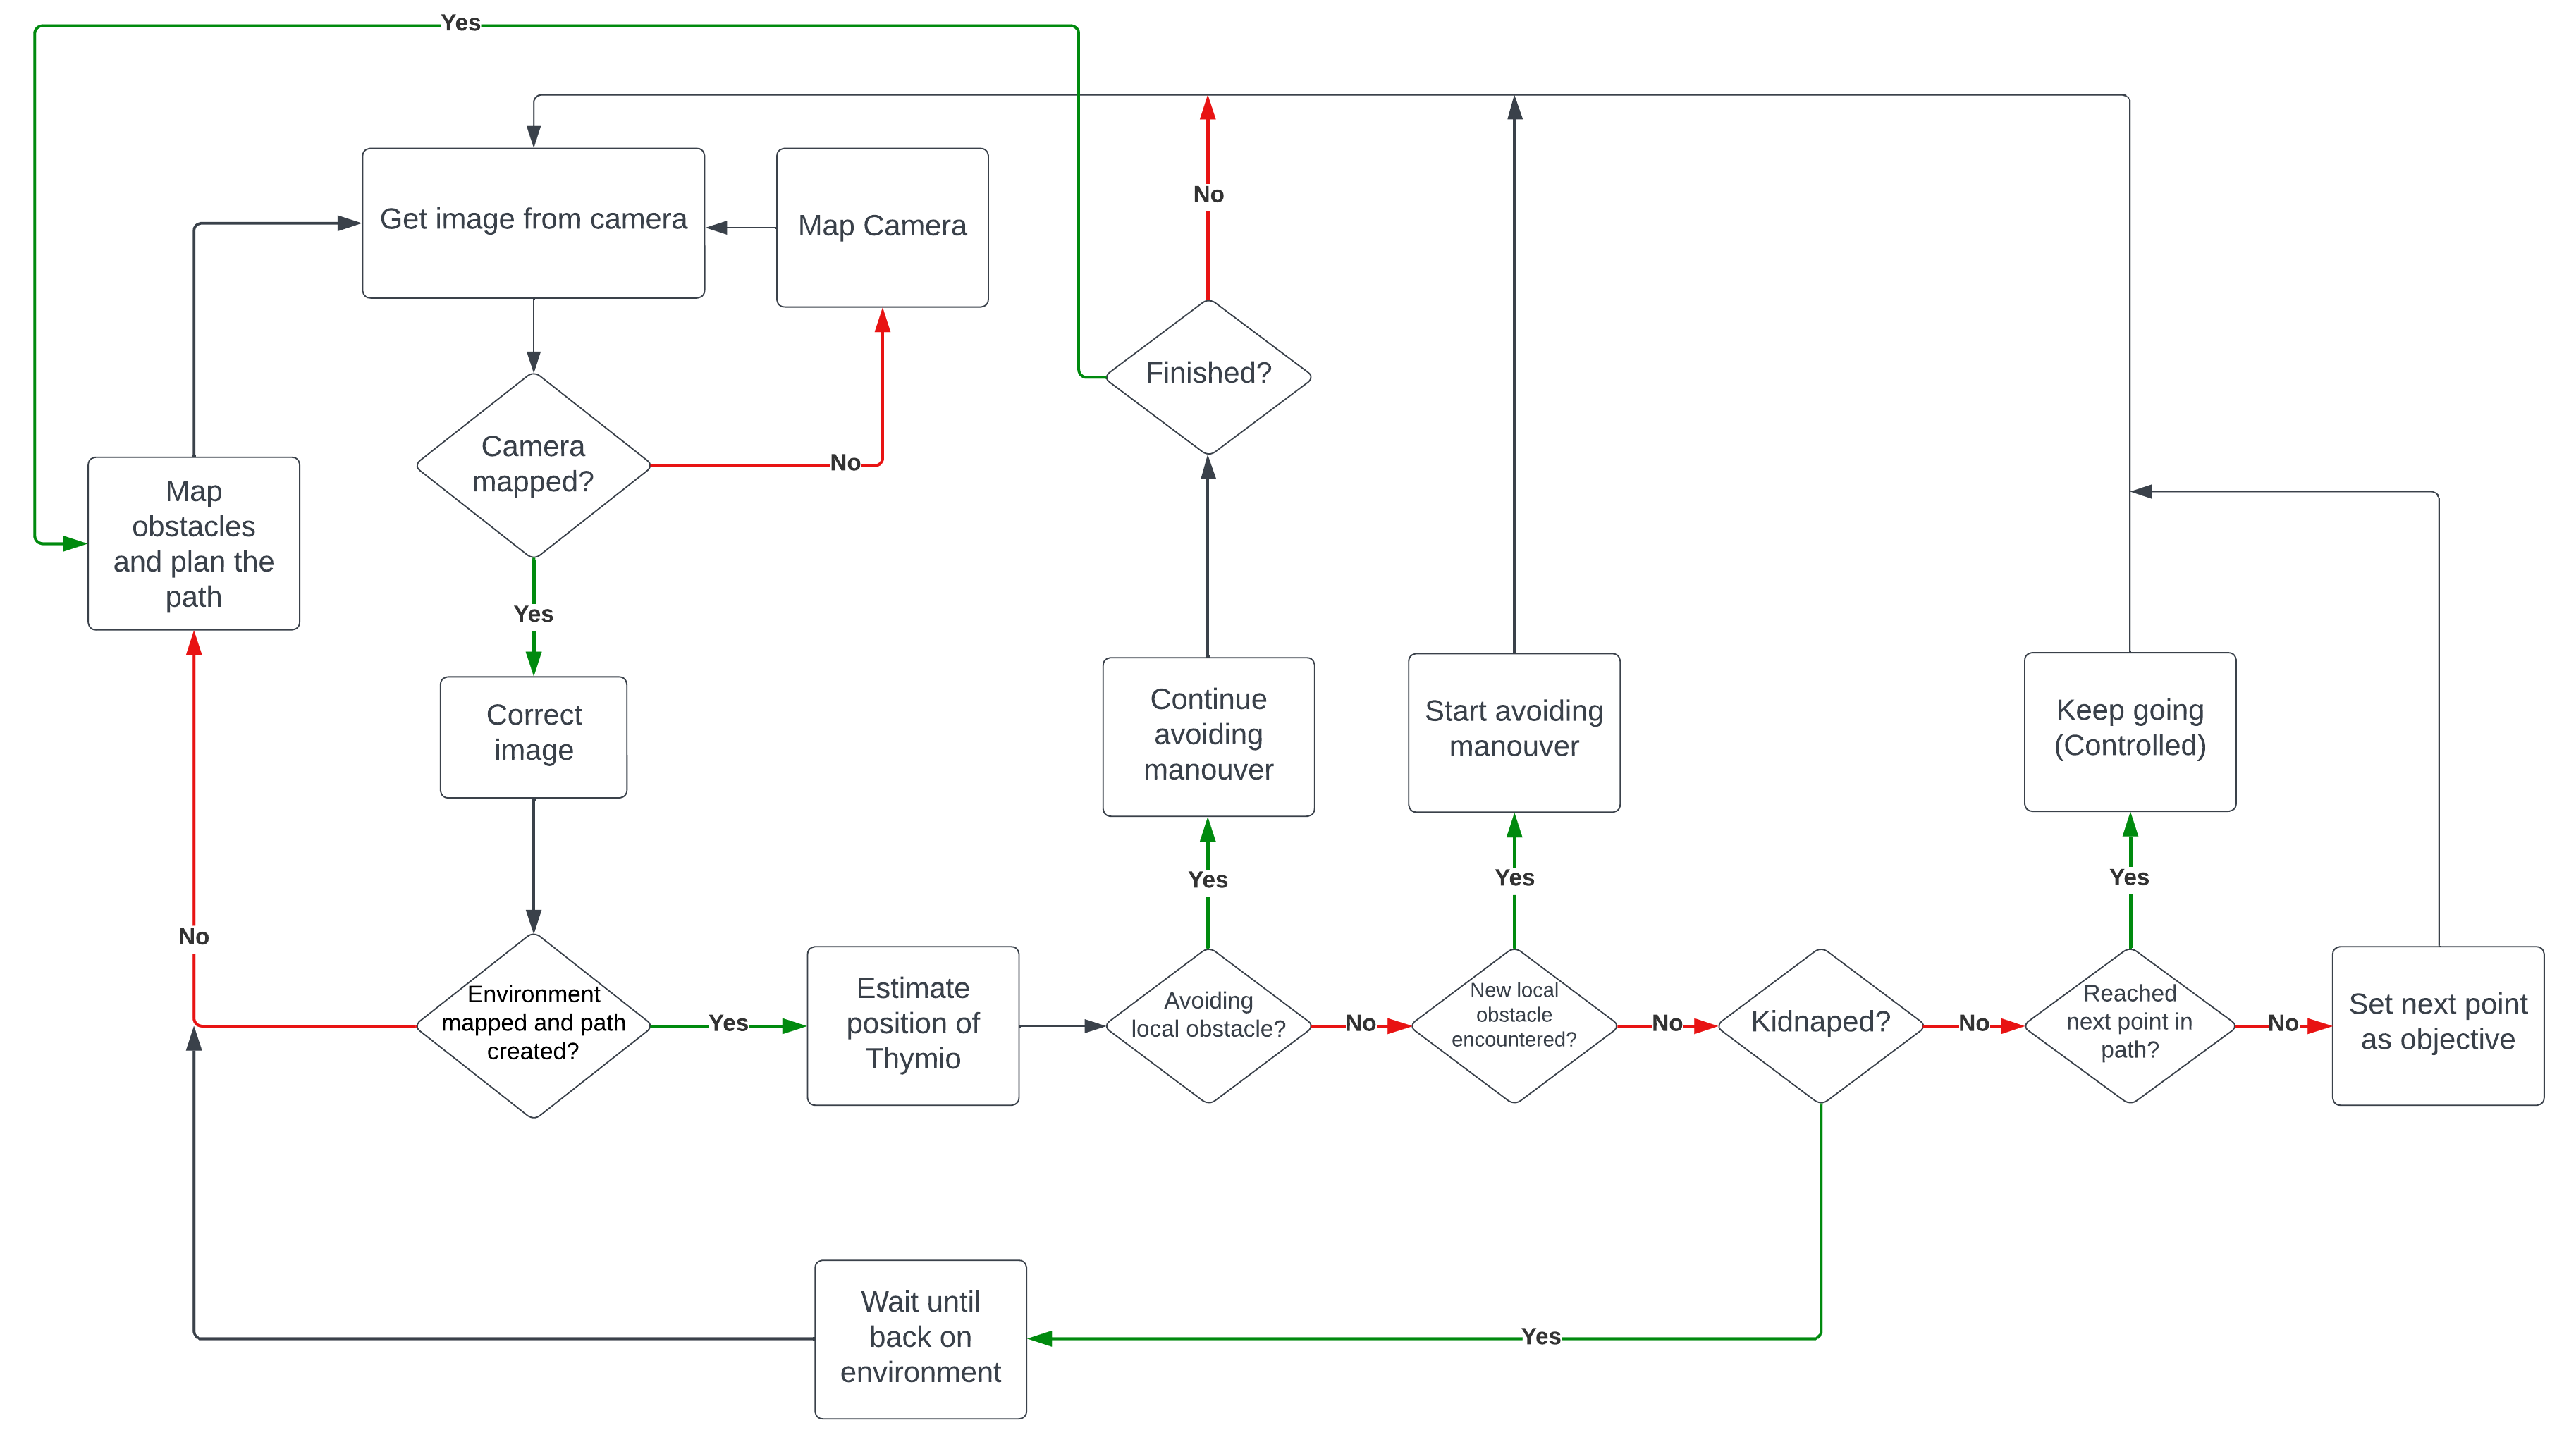 Yes
No
Get image from camera
Map Camera
Finished?
Camera
mapped?
No
Map
obstacles
and plan the
path
Yes
Correct
image
Continue
avoiding
manouver
Start avoiding
manouver
Keep going
(Controlled)
Yes
Yes
Yes
No
Environment
mapped and path
created?
Yes
Estimate
position of
Thymio
Avoiding
local obstacle?
No
New local
obstacle
encountered?
No
Kidnaped?
No
Reached
next point in
path?
No
Set next point
as objective
Wait until
back on
environment
Yes